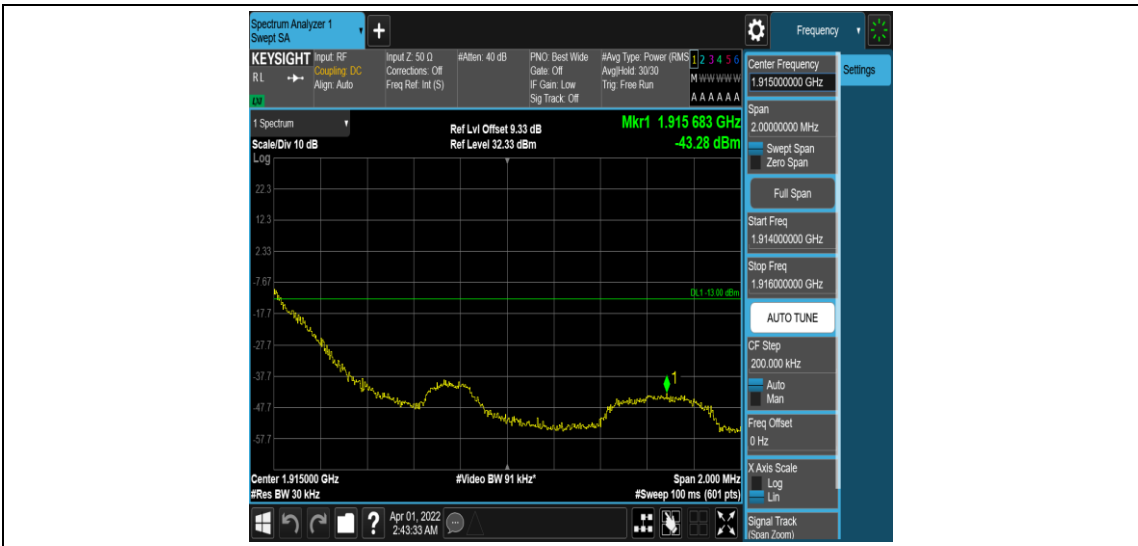 Spectrum Analyzer 1
Swept SA
+
Frequency
KEYSIGHT
RL
LXI
Input: RF
Coupling: DC
Align: Auto
Input Z: 50 Ω
Corrections: Off
Freq Ref: Int (S)
#Atten: 40 dB
PNO: Best Wide
Gate: Off
IF Gain: Low
Sig Track: Off
#Avg Type: Power (RMS
Avg|Hold: 30/30
Trig: Free Run
1 2 3 4 5 6
M W W W W W
A A A A A A
1 Spectrum
Scale/Div 10 dB
Log
Ref Lvl Offset 9.33 dB
Ref Level 32.33 dBm
Mkr1 1.915 683 GHz
-43.28 dBm
22.3
12.3
2.33
-7.67
DL1 -13.00 dBm
-17.7
-27.7
-37.7
1
-47.7
-57.7
Center 1.915000 GHz
#Video BW 91 kHz*
Span 2.000 MHz
#Res BW 30 kHz
#Sweep 100 ms (601 pts)
?
Apr 01, 2022
2:43:33 AM
Center Frequency
1.915000000 GHz
Settings
Span
2.00000000 MHz
Swept Span
Zero Span
Full Span
Start Freq
1.914000000 GHz
Stop Freq
1.916000000 GHz
AUTO TUNE
CF Step
200.000 kHz
Auto
Man
Freq Offset
0 Hz
X Axis Scale
Log
Lin
Signal Track
(Span Zoom)